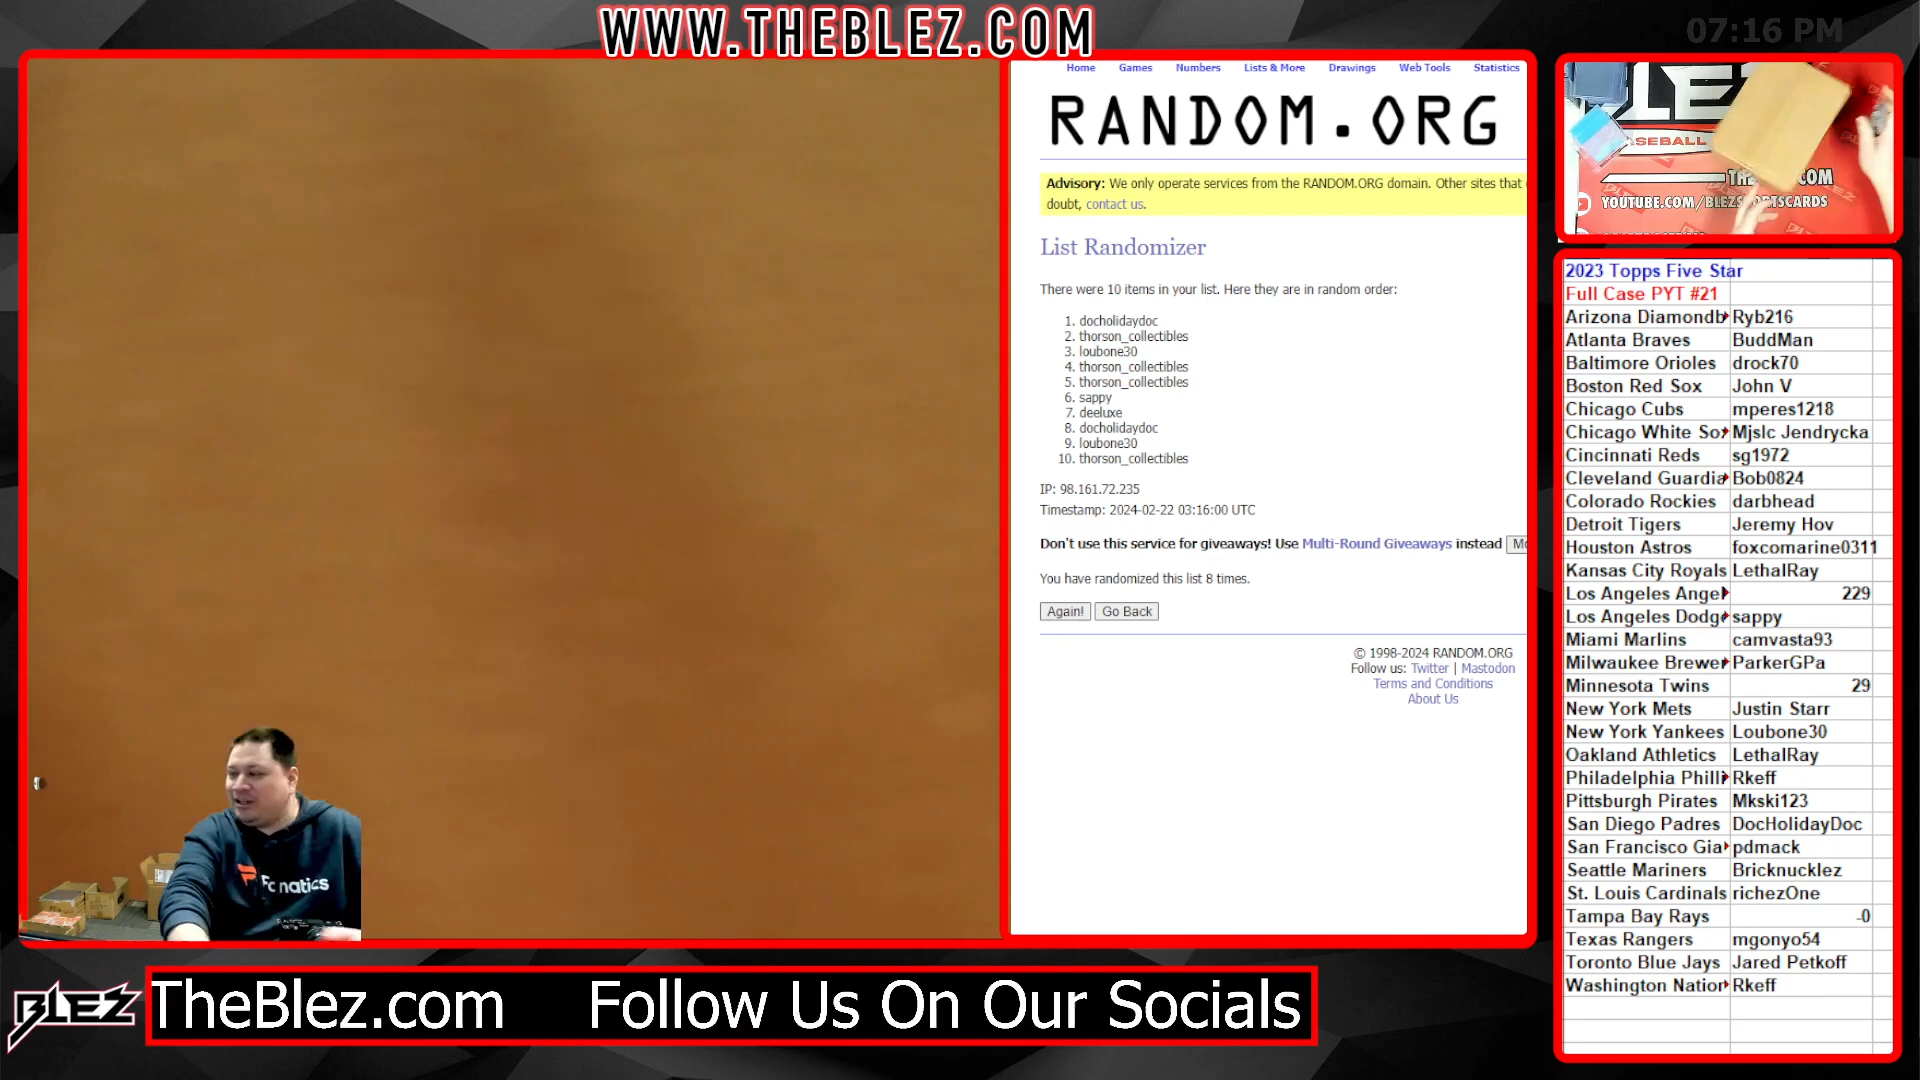 WWW.THEBLEZ.COM
07:16 PM
Home Games Numbers Lists & More Drawings Web Tools Statistics
RANDOM.ORG
Advisory: We only operate services from the RANDOM.ORG domain. Other sites that
doubt, contact us.
List Randomizer
There were 10 items in your list. Here they are in random order:
1. docholidaydoc
2. thorson_collectibles
3. loubone30
4. thorson_collectibles
5. thorson_collectibles
6. sappy
7. deeluxe
8. docholidaydoc
9. loubone30
10. thorson_collectibles
IP: 98.161.72.235
Timestamp: 2024-02-22 03:16:00 UTC
Don't use this service for giveaways! Use Multi-Round Giveaways instead
You have randomized this list 8 times.
Again! Go Back
© 1998-2024 RANDOM.ORG
Follow us: Twitter | Mastodon
Terms and Conditions
About Us
2023 Topps Five Star
Full Case PYT #21
Arizona Diamondb Ryb216
Atlanta Braves BuddMan
Baltimore Orioles drock70
Boston Red Sox John V
Chicago Cubs mperes1218
Chicago White So Mjslc Jendrycka
Cincinnati Reds sg1972
Cleveland Guardia Bob0824
Colorado Rockies darbhead
Detroit Tigers Jeremy Hov
Houston Astros foxcomarine0311
Kansas City Royals LethalRay
Los Angeles Angel 229
Los Angeles Dodg sappy
Miami Marlins camvasta93
Milwaukee Brewer ParkerGPa
Minnesota Twins 29
New York Mets Justin Starr
New York Yankees Loubone30
Oakland Athletics LethalRay
Philadelphia Philli Rkeff
Pittsburgh Pirates Mkski123
San Diego Padres DocHolidayDoc
San Francisco Gia pdmack
Seattle Mariners Bricknucklez
St. Louis Cardinals richezOne
Tampa Bay Rays -0
Texas Rangers mgonyo54
Toronto Blue Jays Jared Petkoff
Washington Nation Rkeff
Fanatics
BLEZ
TheBlez.com Follow Us On Our Socials